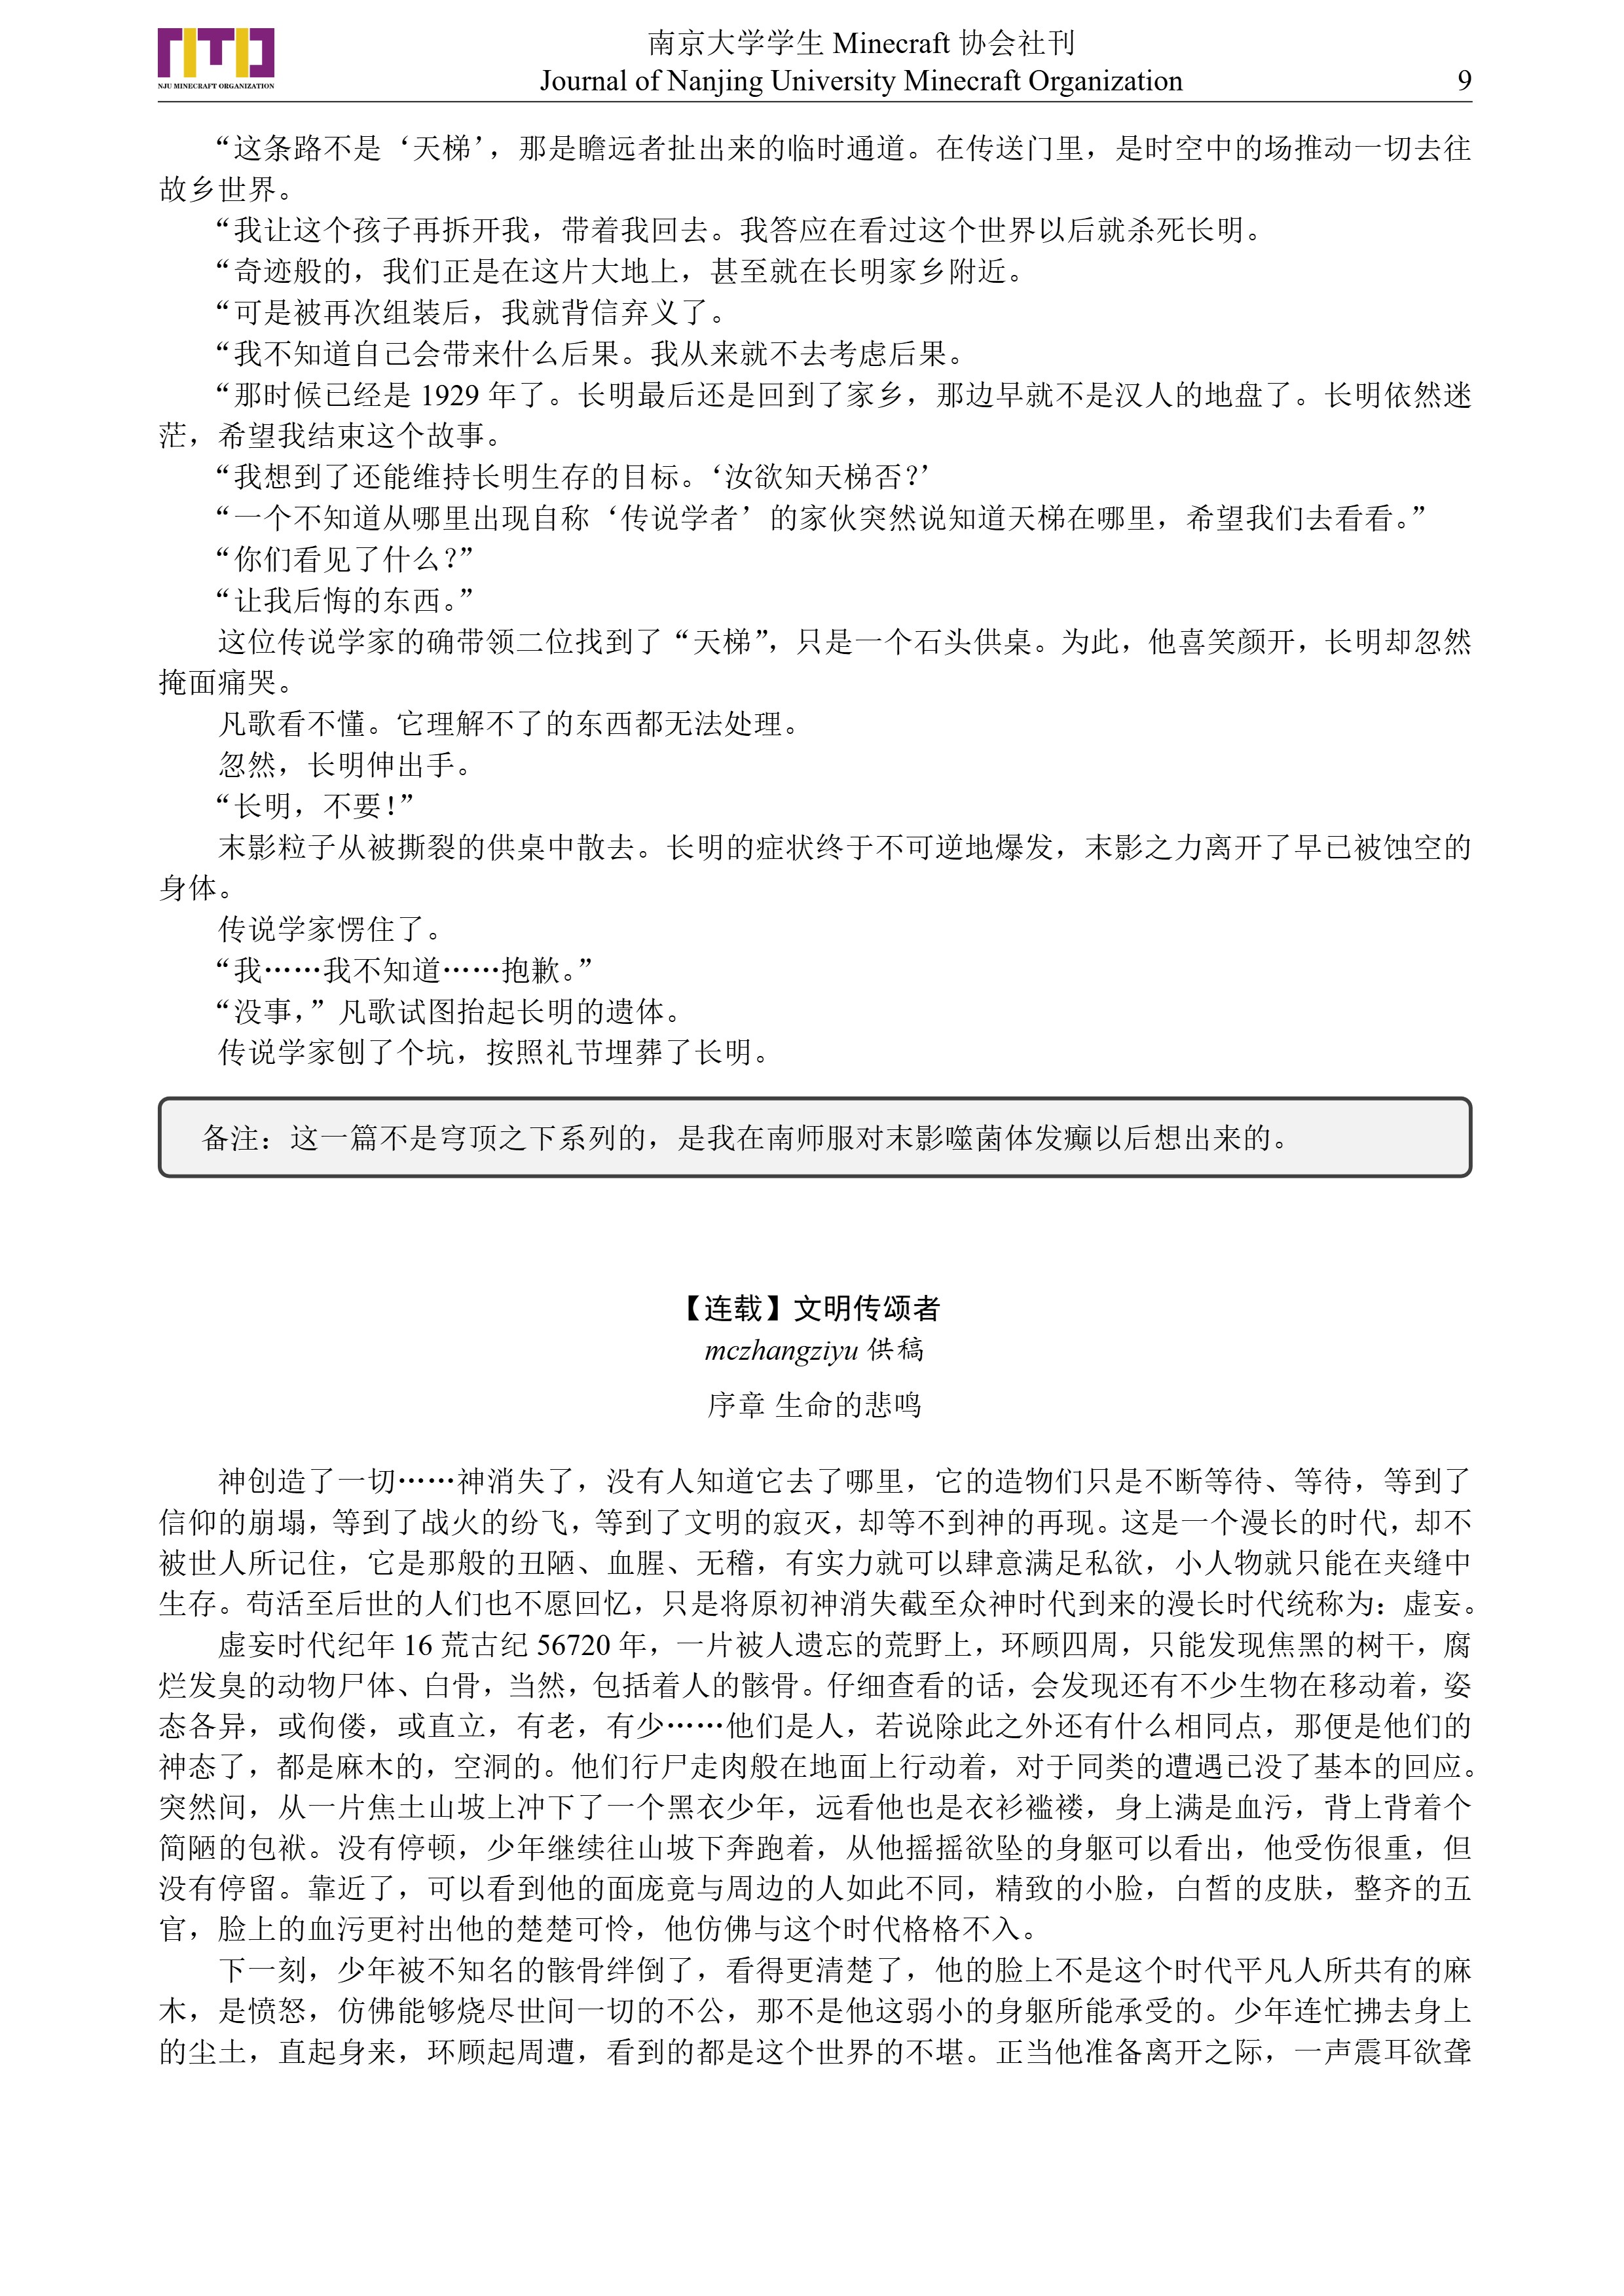 NJU MINECRAFT ORGANIZATION
南京大学学生 Minecraft 协会社刊
Journal of Nanjing University Minecraft Organization
9
“这条路不是‘天梯’，那是瞻远者扯出来的临时通道。在传送门里，是时空中的场推动一切去往
故乡世界。
“我让这个孩子再拆开我，带着我回去。我答应在看过这个世界以后就杀死长明。
“奇迹般的，我们正是在这片大地上，甚至就在长明家乡附近。
“可是被再次组装后，我就背信弃义了。
“我不知道自己会带来什么后果。我从来就不去考虑后果。
“那时候已经是 1929 年了。长明最后还是回到了家乡，那边早就不是汉人的地盘了。长明依然迷
茫，希望我结束这个故事。
“我想到了还能维持长明生存的目标。‘汝欲知天梯否？’
“一个不知道从哪里出现自称‘传说学者’的家伙突然说知道天梯在哪里，希望我们去看看。”
“你们看见了什么？”
“让我后悔的东西。”
这位传说学家的确带领二位找到了“天梯”，只是一个石头供桌。为此，他喜笑颜开，长明却忽然
掩面痛哭。
凡歌看不懂。它理解不了的东西都无法处理。
忽然，长明伸出手。
“长明，不要！”
末影粒子从被撕裂的供桌中散去。长明的症状终于不可逆地爆发，末影之力离开了早已被蚀空的
身体。
传说学家愣住了。
“我……我不知道……抱歉。”
“没事，”凡歌试图抬起长明的遗体。
传说学家刨了个坑，按照礼节埋葬了长明。
备注：这一篇不是穹顶之下系列的，是我在南师服对末影噬菌体发癫以后想出来的。
【连载】文明传颂者
mczhangziyu 供稿
序章 生命的悲鸣
神创造了一切……神消失了，没有人知道它去了哪里，它的造物们只是不断等待、等待，等到了
信仰的崩塌，等到了战火的纷飞，等到了文明的寂灭，却等不到神的再现。这是一个漫长的时代，却不
被世人所记住，它是那般的丑陋、血腥、无稽，有实力就可以肆意满足私欲，小人物就只能在夹缝中
生存。苟活至后世的人们也不愿回忆，只是将原初神消失截至众神时代到来的漫长时代统称为：虚妄。
虚妄时代纪年 16 荒古纪 56720 年，一片被人遗忘的荒野上，环顾四周，只能发现焦黑的树干，腐
烂发臭的动物尸体、白骨，当然，包括着人的骸骨。仔细查看的话，会发现还有不少生物在移动着，姿
态各异，或佝偻，或直立，有老，有少……他们是人，若说除此之外还有什么相同点，那便是他们的
神态了，都是麻木的，空洞的。他们行尸走肉般在地面上行动着，对于同类的遭遇已没了基本的回应。
突然间，从一片焦土山坡上冲下了一个黑衣少年，远看他也是衣衫褴褛，身上满是血污，背上背着个
简陋的包袱。没有停顿，少年继续往山坡下奔跑着，从他摇摇欲坠的身躯可以看出，他受伤很重，但
没有停留。靠近了，可以看到他的面庞竟与周边的人如此不同，精致的小脸，白皙的皮肤，整齐的五
官，脸上的血污更衬出他的楚楚可怜，他仿佛与这个时代格格不入。
下一刻，少年被不知名的骸骨绊倒了，看得更清楚了，他的脸上不是这个时代平凡人所共有的麻
木，是愤怒，仿佛能够烧尽世间一切的不公，那不是他这弱小的身躯所能承受的。少年连忙拂去身上
的尘土，直起身来，环顾起周遭，看到的都是这个世界的不堪。正当他准备离开之际，一声震耳欲聋